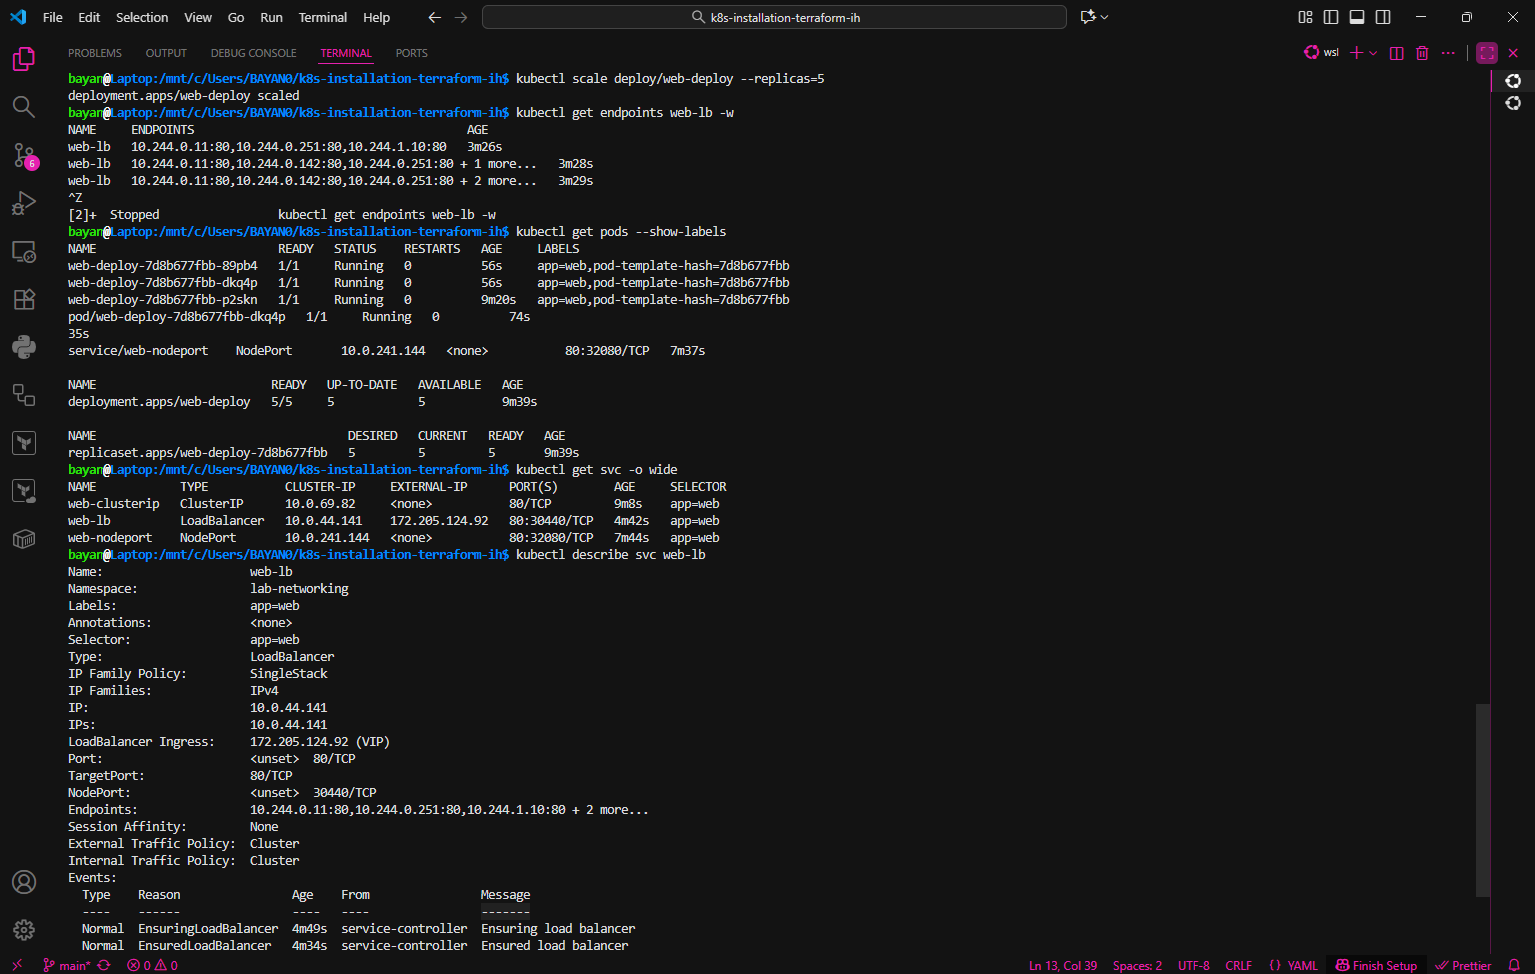 File Edit Selection View Go Run Terminal Help
k8s-installation-terraform-ih
PROBLEMS OUTPUT DEBUG CONSOLE TERMINAL PORTS
wsl
6
bayan@Laptop:/mnt/c/Users/BAYAN0/k8s-installation-terraform-ih$ kubectl scale deploy/web-deploy --replicas=5
deployment.apps/web-deploy scaled
bayan@Laptop:/mnt/c/Users/BAYAN0/k8s-installation-terraform-ih$ kubectl get endpoints web-lb -w
NAME ENDPOINTS AGE
web-lb 10.244.0.11:80,10.244.0.251:80,10.244.1.10:80 3m26s
web-lb 10.244.0.11:80,10.244.0.142:80,10.244.0.251:80 + 1 more... 3m28s
web-lb 10.244.0.11:80,10.244.0.142:80,10.244.0.251:80 + 2 more... 3m29s
^Z
[2]+ Stopped kubectl get endpoints web-lb -w
bayan@Laptop:/mnt/c/Users/BAYAN0/k8s-installation-terraform-ih$ kubectl get pods --show-labels
NAME READY STATUS RESTARTS AGE LABELS
web-deploy-7d8b677fbb-89pb4 1/1 Running 0 56s app=web,pod-template-hash=7d8b677fbb
web-deploy-7d8b677fbb-dkq4p 1/1 Running 0 56s app=web,pod-template-hash=7d8b677fbb
web-deploy-7d8b677fbb-p2skn 1/1 Running 0 9m20s app=web,pod-template-hash=7d8b677fbb
pod/web-deploy-7d8b677fbb-dkq4p 1/1 Running 0 74s
35s
service/web-nodeport NodePort 10.0.241.144 <none> 80:32080/TCP 7m37s
NAME READY UP-TO-DATE AVAILABLE AGE
deployment.apps/web-deploy 5/5 5 5 9m39s
NAME DESIRED CURRENT READY AGE
replicaset.apps/web-deploy-7d8b677fbb 5 5 5 9m39s
bayan@Laptop:/mnt/c/Users/BAYAN0/k8s-installation-terraform-ih$ kubectl get svc -o wide
NAME TYPE CLUSTER-IP EXTERNAL-IP PORT(S) AGE SELECTOR
web-clusterip ClusterIP 10.0.69.82 <none> 80/TCP 9m8s app=web
web-lb LoadBalancer 10.0.44.141 172.205.124.92 80:30440/TCP 4m42s app=web
web-nodeport NodePort 10.0.241.144 <none> 80:32080/TCP 7m44s app=web
bayan@Laptop:/mnt/c/Users/BAYAN0/k8s-installation-terraform-ih$ kubectl describe svc web-lb
Name: web-lb
Namespace: lab-networking
Labels: app=web
Annotations: <none>
Selector: app=web
Type: LoadBalancer
IP Family Policy: SingleStack
IP Families: IPv4
IP: 10.0.44.141
IPs: 10.0.44.141
LoadBalancer Ingress: 172.205.124.92 (VIP)
Port: <unset> 80/TCP
TargetPort: 80/TCP
NodePort: <unset> 30440/TCP
Endpoints: 10.244.0.11:80,10.244.0.251:80,10.244.1.10:80 + 2 more...
Session Affinity: None
External Traffic Policy: Cluster
Internal Traffic Policy: Cluster
Events:
Type Reason Age From Message
---- ------ ---- ---- -------
Normal EnsuringLoadBalancer 4m49s service-controller Ensuring load balancer
Normal EnsuredLoadBalancer 4m34s service-controller Ensured load balancer
main* 0 0 Ln 13, Col 39 Spaces: 2 UTF-8 CRLF {} YAML Finish Setup Prettier